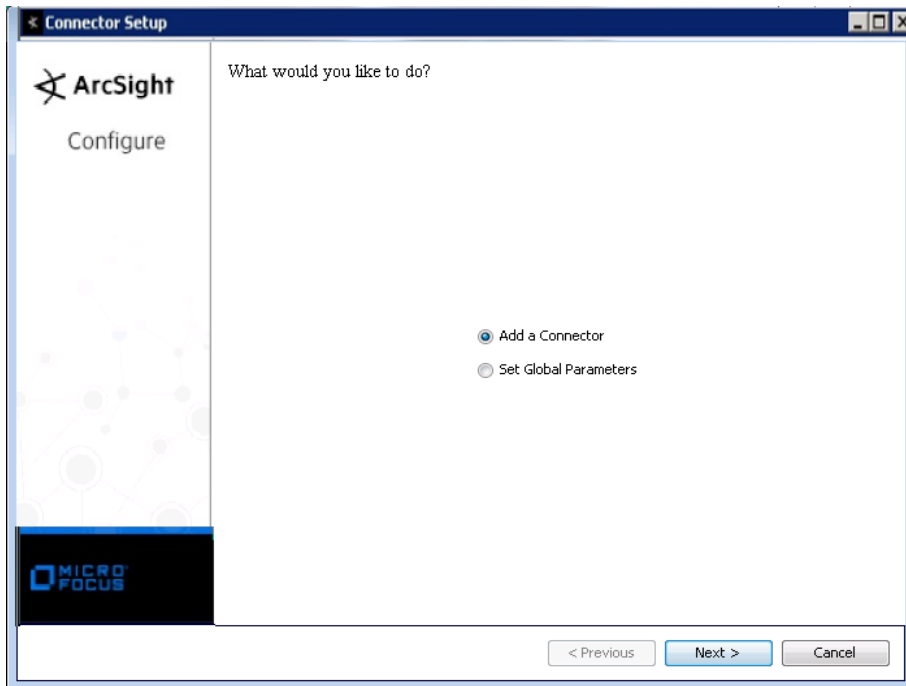 Connector Setup
ArcSight
Configure
What would you like to do?
Add a Connector
Set Global Parameters
MICRO
FOCUS
< Previous
Next >
Cancel